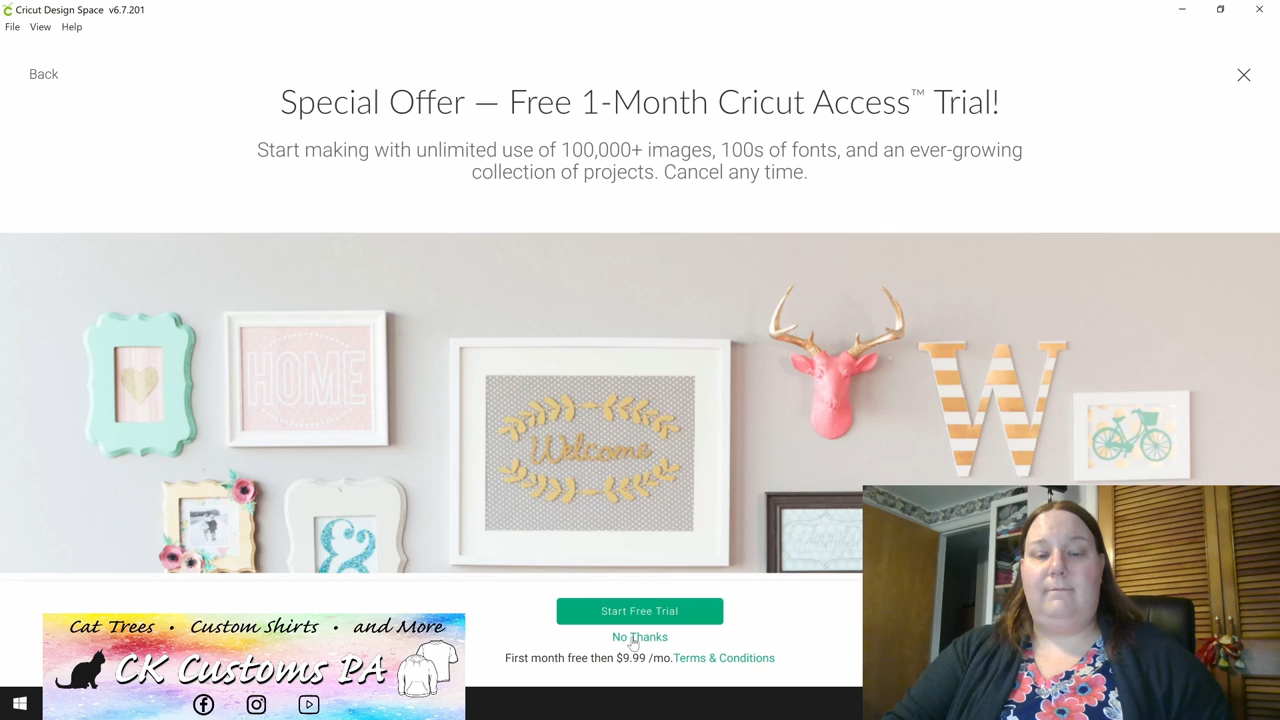 Cricut Design Space v6.7.201
File View Help
Back
Special Offer — Free 1-Month Cricut Access™ Trial!
Start making with unlimited use of 100,000+ images, 100s of fonts, and an ever-growing
collection of projects. Cancel any time.
HOME
Welcome
W
&
Start Free Trial
No Thanks
First month free then $9.99 /mo.Terms & Conditions
Cat Trees • Custom Shirts • and More
CK Customs PA